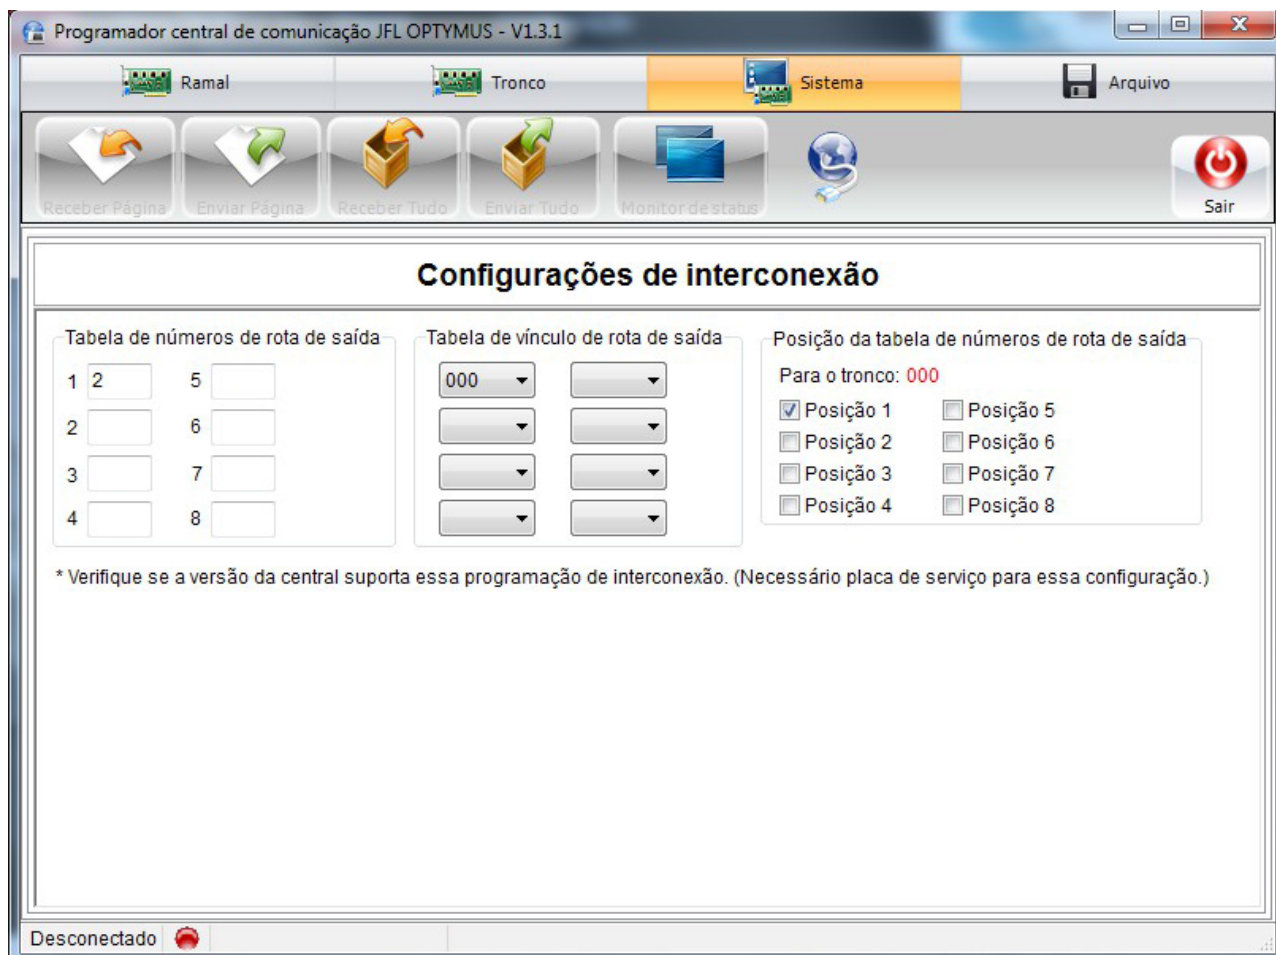 Programador central de comunicação JFL OPTYMUS - V1.3.1
Ramal Tronco Sistema Arquivo
Receber Página Enviar Página Receber Tudo Enviar Tudo Monitor de status Sair
Configurações de interconexão
Tabela de números de rota de saída Tabela de vínculo de rota de saída Posição da tabela de números de rota de saída
Para o tronco: 000
1 2 5 000
Posição 1 Posição 5
2 6
Posição 2 Posição 6
3 7
Posição 3 Posição 7
4 8
Posição 4 Posição 8
* Verifique se a versão da central suporta essa programação de interconexão. (Necessário placa de serviço para essa configuração.)
Desconectado